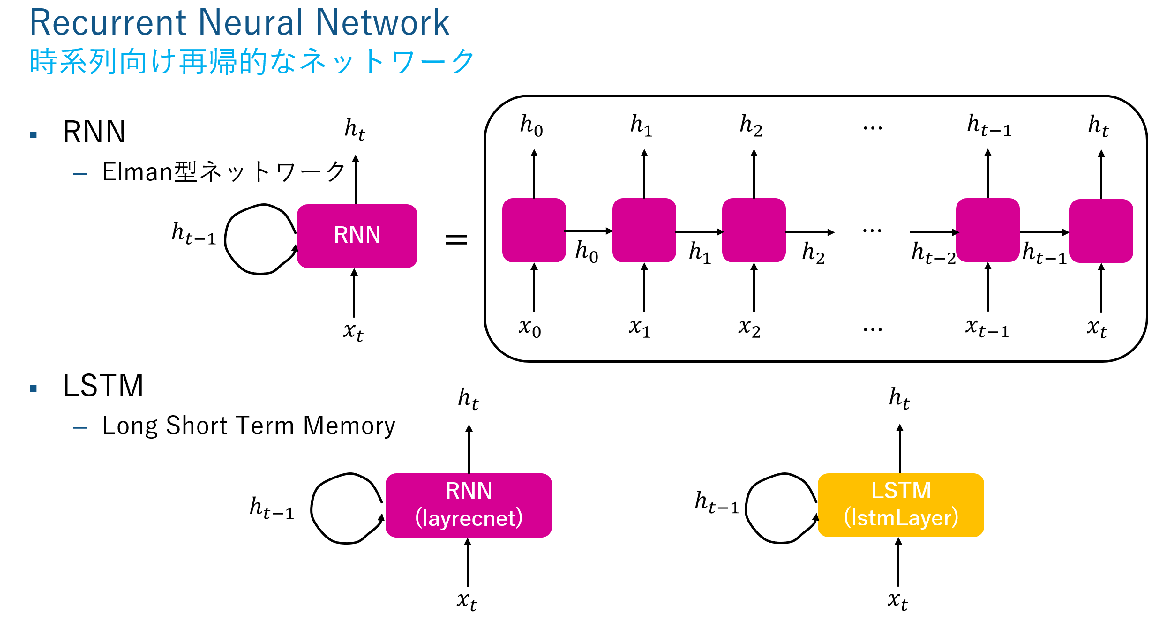 Recurrent Neural Network
時系列向け再帰的なネットワーク
▪ RNN
– Elman型ネットワーク
h_t
h_{t−1}
RNN
x_t
=
h_0 h_1 h_2 … h_{t−1} h_t
h_0 h_1 h_2 … h_{t−2} h_{t−1}
x_0 x_1 x_2 … x_{t−1} x_t
▪ LSTM
– Long Short Term Memory
h_t
h_{t−1}
RNN
(layrecnet)
x_t
h_t
h_{t−1}
LSTM
(lstmLayer)
x_t